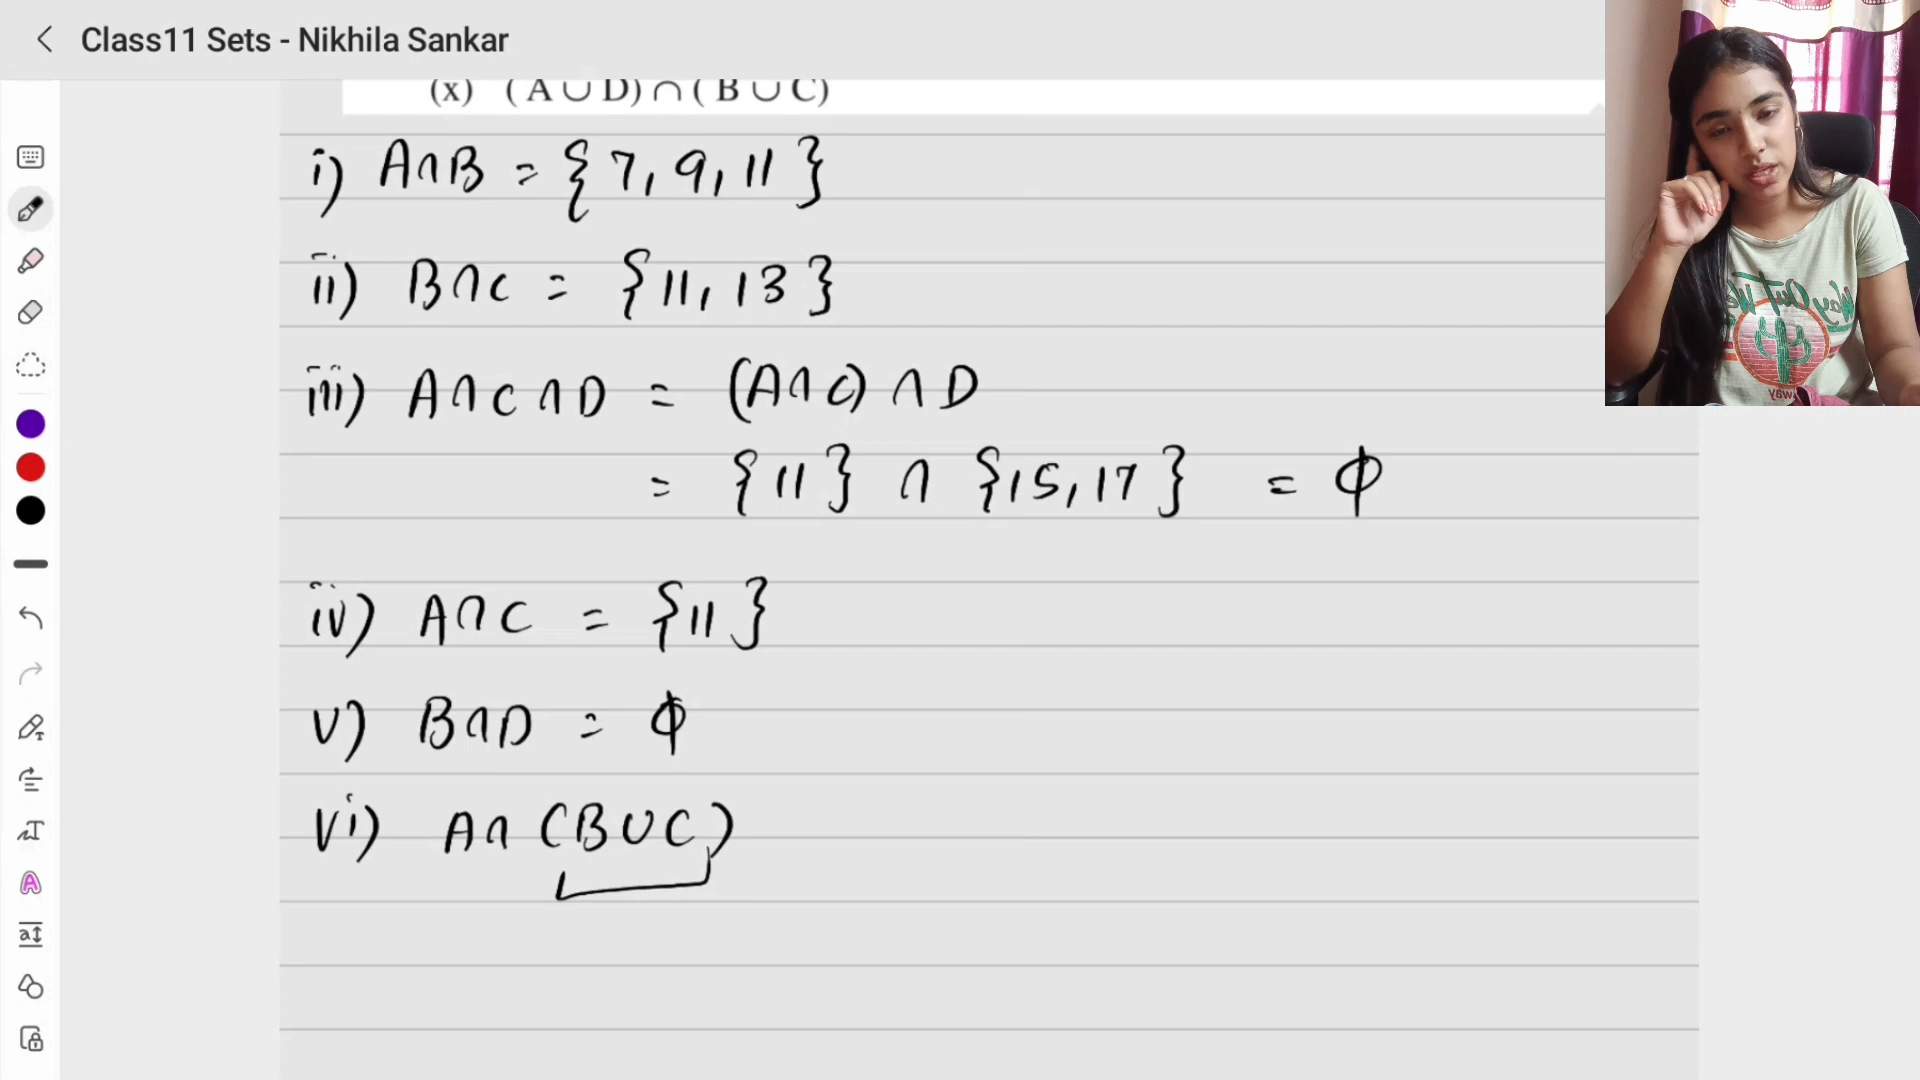 Class11 Sets - Nikhila Sankar
(x) (A ∪ D) ∩ (B ∪ C)
i) A∩B = {7, 9, 11}
ii) B∩C = {11, 13}
iii) A∩C∩D = (A∩C) ∩ D
= {11} ∩ {15, 17} = ϕ
iv) A∩C = {11}
v) B∩D = ϕ
vi) A∩ (B∪C)